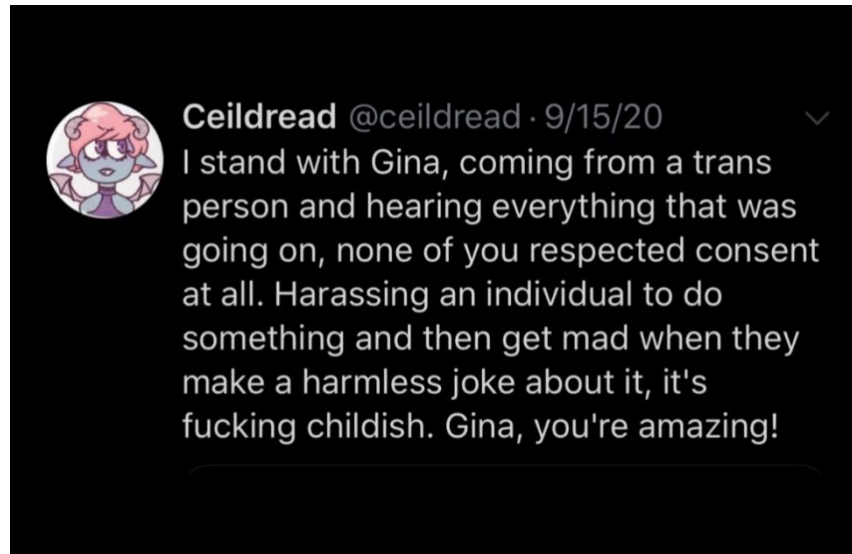 Ceildread @ceildread · 9/15/20
I stand with Gina, coming from a trans
person and hearing everything that was
going on, none of you respected consent
at all. Harassing an individual to do
something and then get mad when they
make a harmless joke about it, it's
fucking childish. Gina, you're amazing!